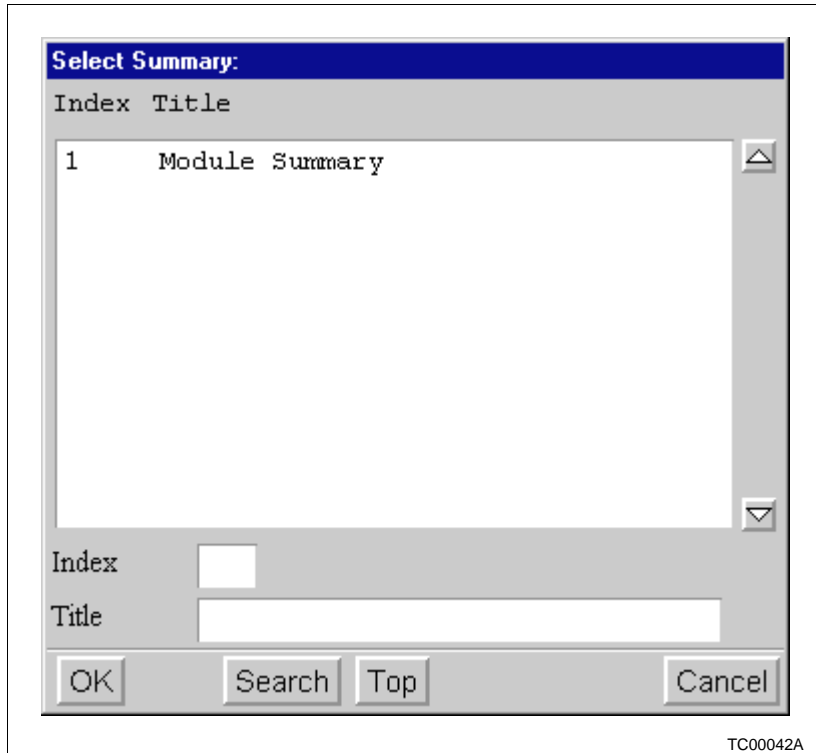 Select Summary:
Index Title
1 Module Summary
Index
Title
OK Search Top Cancel
TC00042A